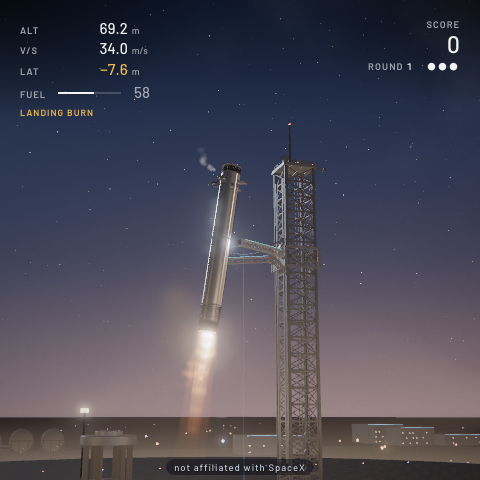 ALT 69.2 m
V/S 34.0 m/s
LAT −7.6 m
FUEL 58
LANDING BURN
SCORE
0
ROUND 1
not affiliated with SpaceX